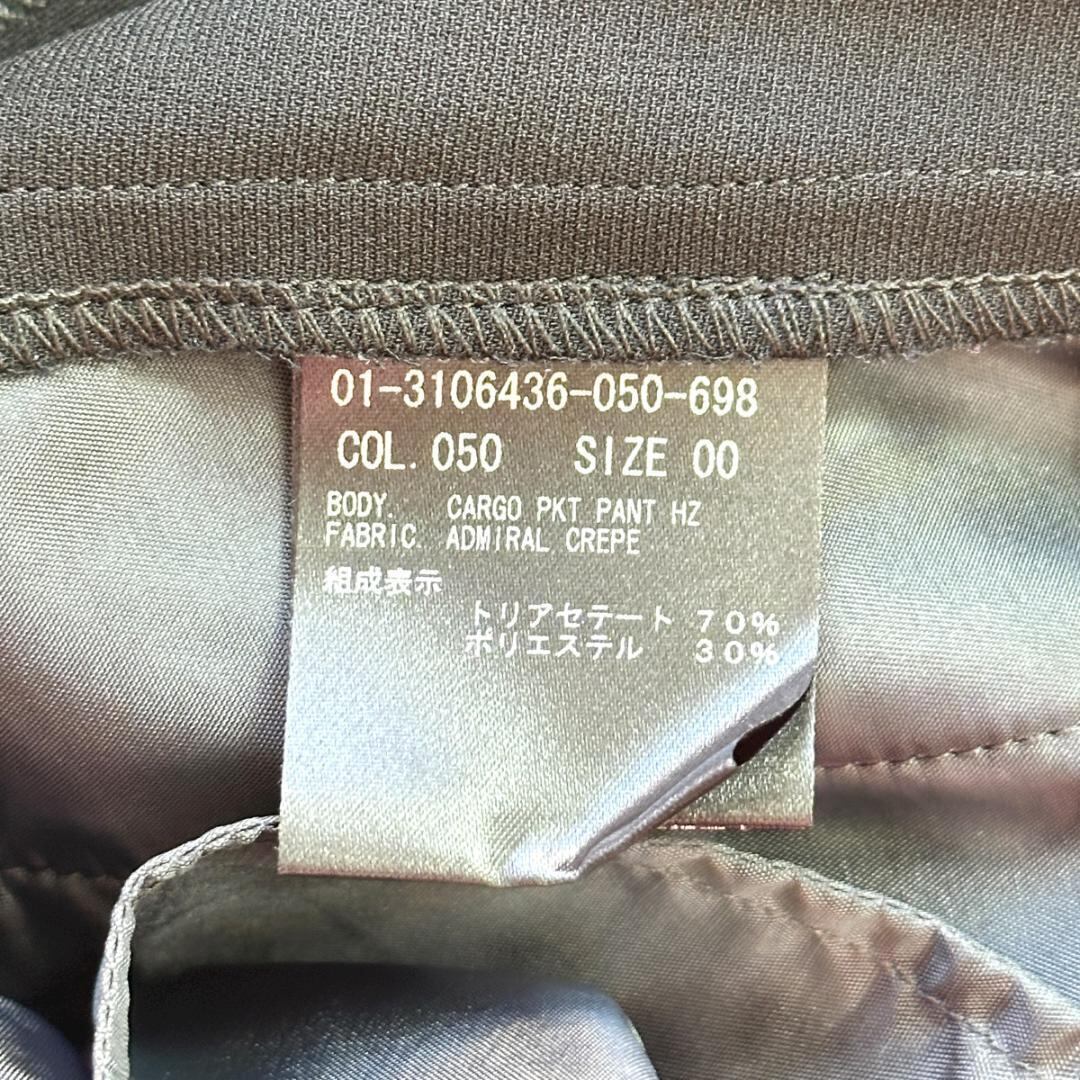 01-3106436-050-698
COL. 050 SIZE 00
BODY. CARGO PKT PANT HZ
FABRIC. ADMIRAL CREPE
組成表示
トリアセテート 70%
ポリエステル 30%